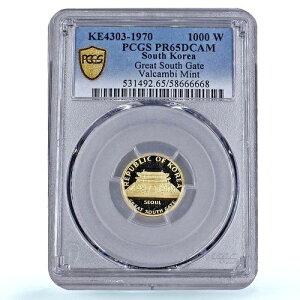 KE4303-1970 1000 W
PCGS PR65DCAM
South Korea
Great South Gate
Valcambi Mint
531492.65/58666668
PCGS
REPUBLIC OF KOREA
SEOUL
GREAT SOUTH GATE